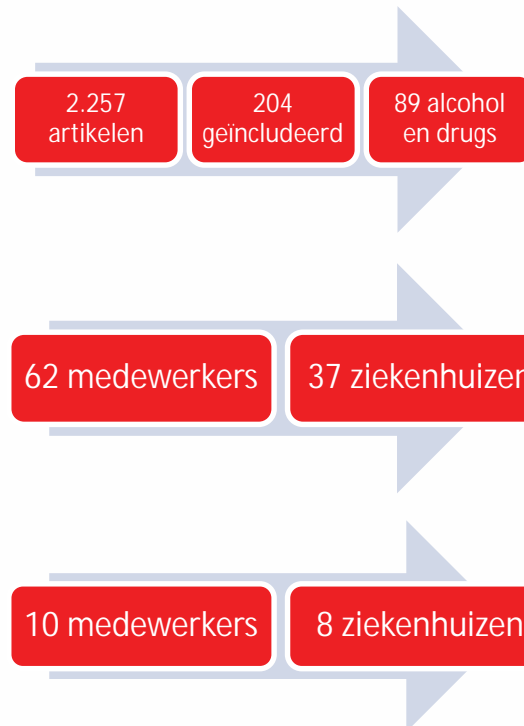 2.257
artikelen
204
geïncludeerd
89 alcohol
en drugs
62 medewerkers
37 ziekenhuizen
10 medewerkers
8 ziekenhuizen